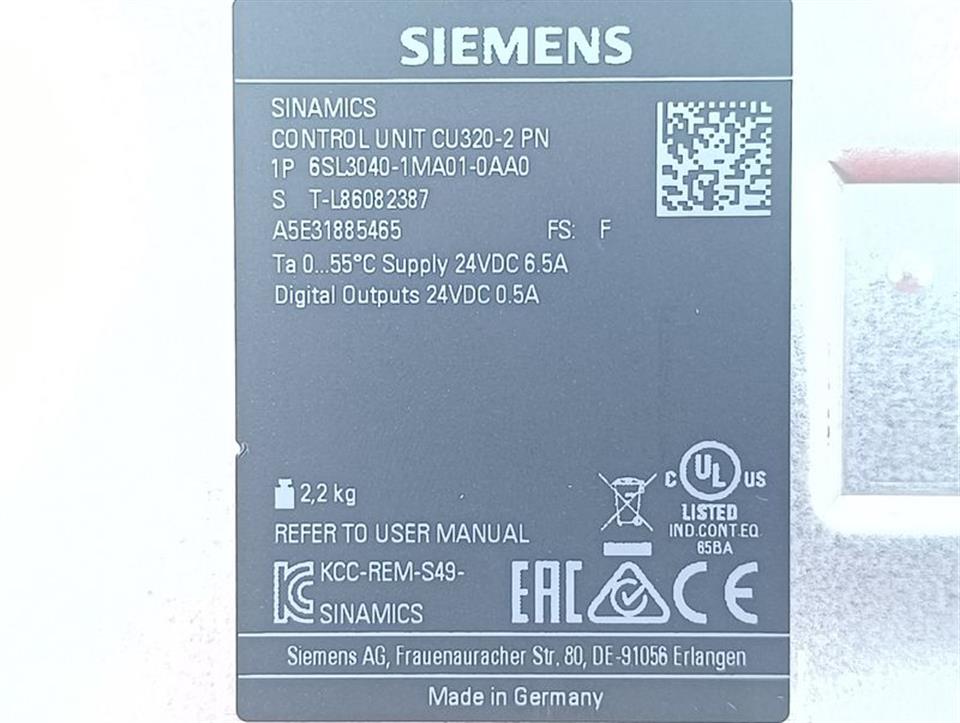 SIEMENS
SINAMICS
CONTROL UNIT CU320-2 PN
1P 6SL3040-1MA01-0AA0
S T-L86082387
A5E31885465 FS: F
Ta 0...55°C Supply 24VDC 6.5A
Digital Outputs 24VDC 0.5A
2,2 kg
C UL US
LISTED
IND.CONT.EQ.
65BA
REFER TO USER MANUAL
KCC-REM-S49-
SINAMICS
EAC CE
Siemens AG, Frauenauracher Str. 80, DE-91056 Erlangen
Made in Germany